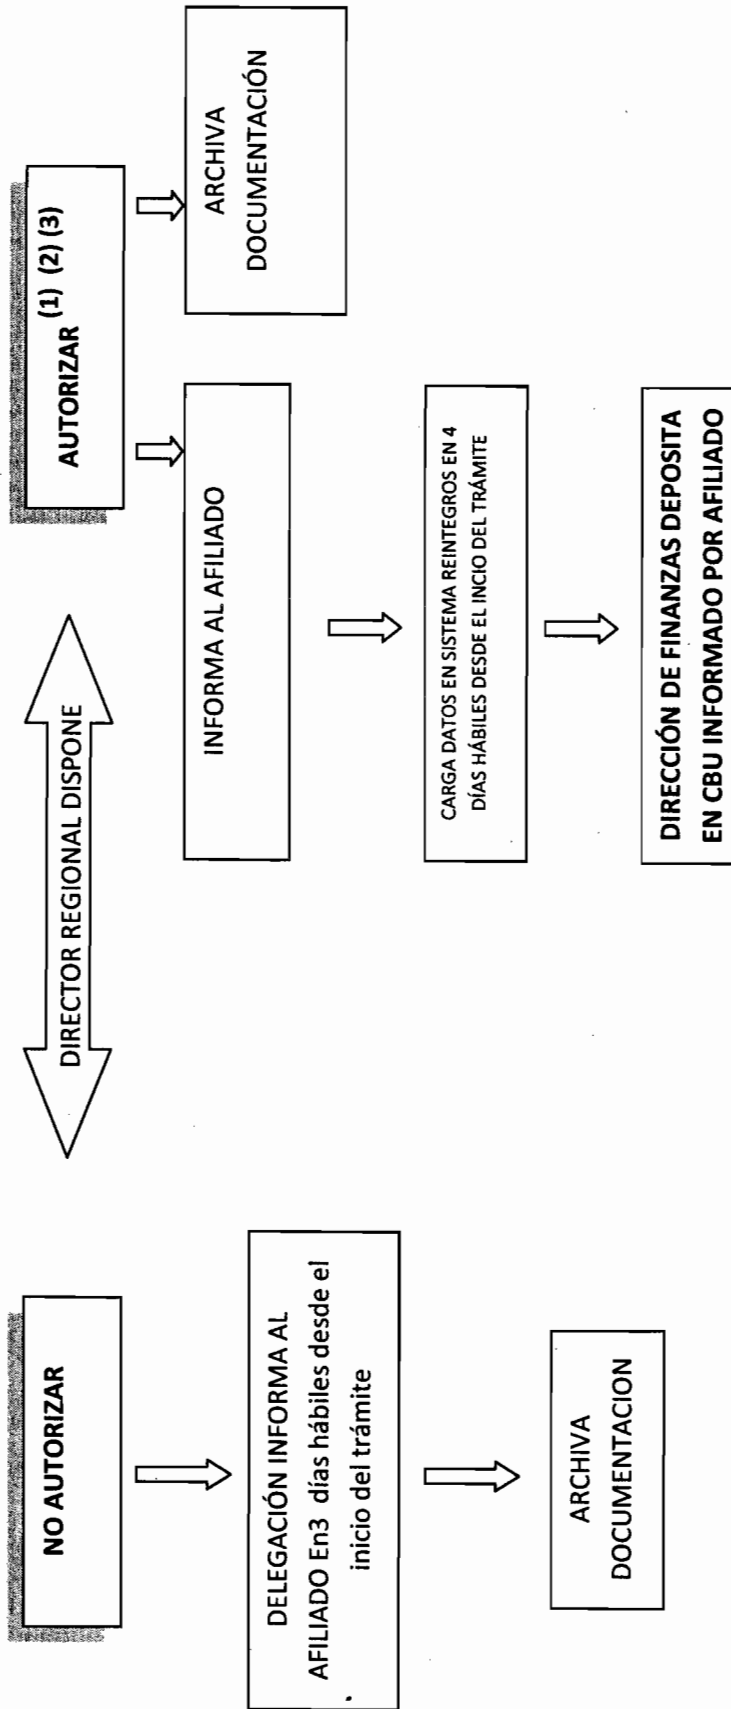 DIRECTOR REGIONAL DISPONE
NO AUTORIZAR
DELEGACIÓN INFORMA AL
AFILIADO En3 días hábiles desde el
inicio del trámite
ARCHIVA
DOCUMENTACION
AUTORIZAR (1) (2) (3)
INFORMA AL AFILIADO
CARGA DATOS EN SISTEMA REINTEGROS EN 4
DÍAS HÁBILES DESDE EL INCIO DEL TRÁMITE
DIRECCIÓN DE FINANZAS DEPOSITA
EN CBU INFORMADO POR AFILIADO
ARCHIVA
DOCUMENTACIÓN